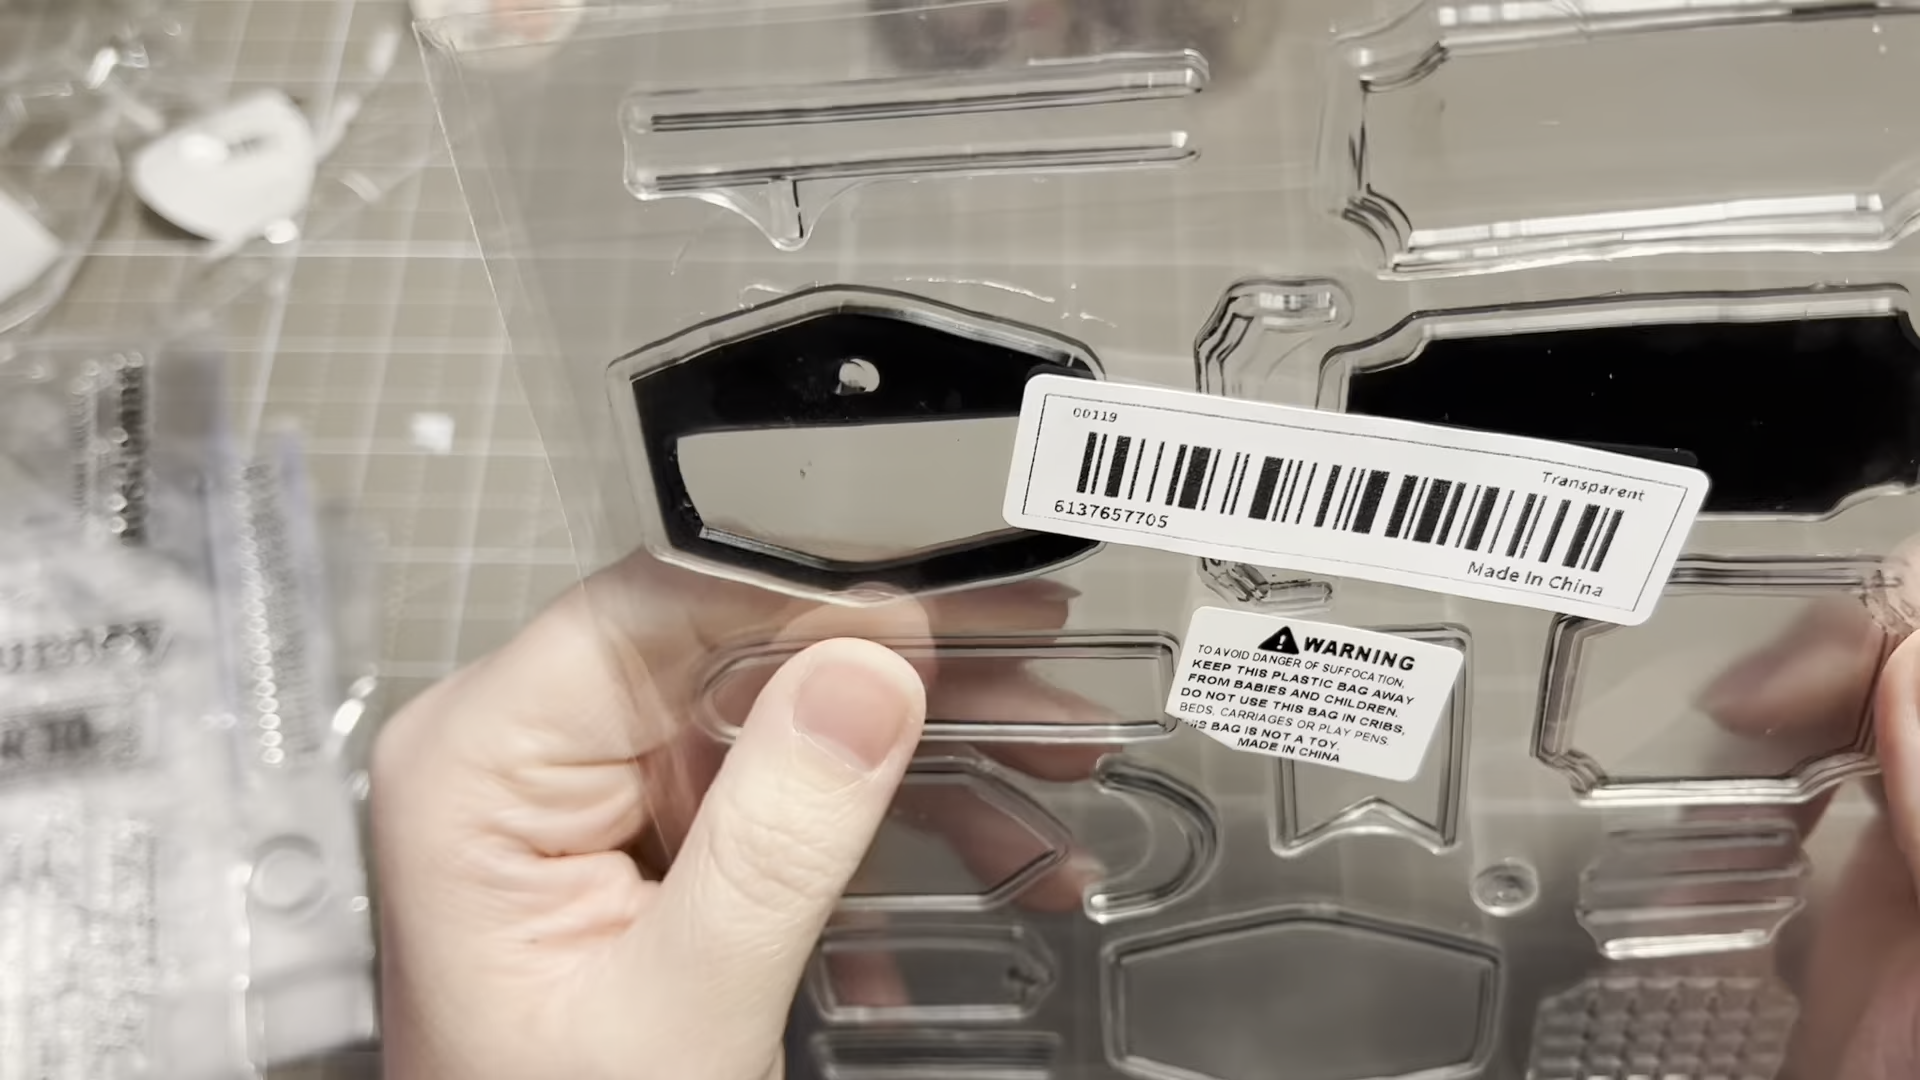 00119
Transparent
6137657705
Made In China
WARNING
TO AVOID DANGER OF SUFFOCATION,
KEEP THIS PLASTIC BAG AWAY
FROM BABIES AND CHILDREN.
DO NOT USE THIS BAG IN CRIBS,
BEDS, CARRIAGES OR PLAY PENS.
BAG IS NOT A TOY.
MADE IN CHINA